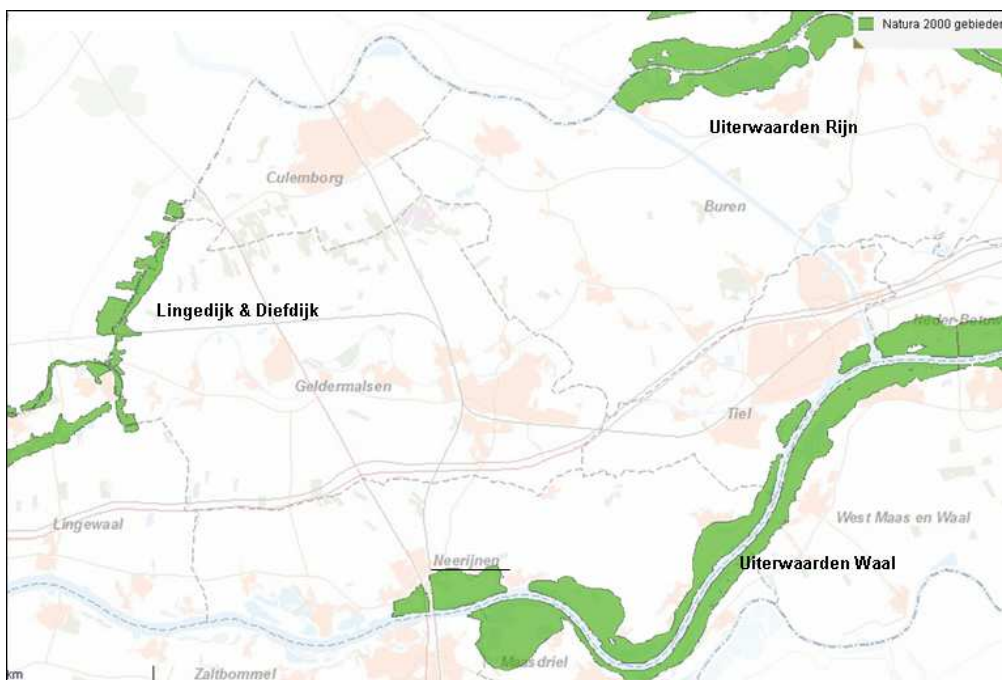 Natura 2000 gebieden
Uiterwaarden Rijn
Culemborg
Buren
Lingedijk & Diefdijk
Neder-Betuwe
Geldermalsen
Tiel
Lingewaal
West Maas en Waal
Neerijnen
Uiterwaarden Waal
Maasdriel
Zaltbommel
km